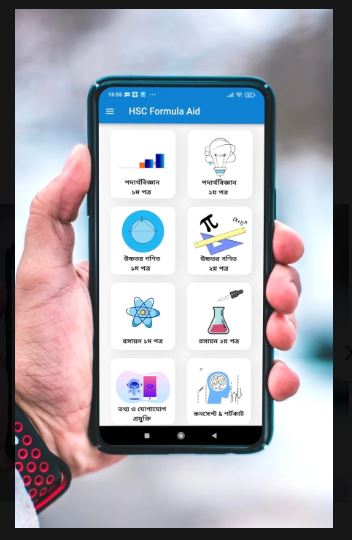 16:56
HSC Formula Aid
পদার্থবিজ্ঞান
১ম পত্র
পদার্থবিজ্ঞান
২য় পত্র
π
উচ্চতর গণিত
১ম পত্র
উচ্চতর গণিত
২য় পত্র
রসায়ন ১ম পত্র
রসায়ন ২য় পত্র
তথ্য ও যোগাযোগ
প্রযুক্তি
কনসেপ্ট & শর্টকাট